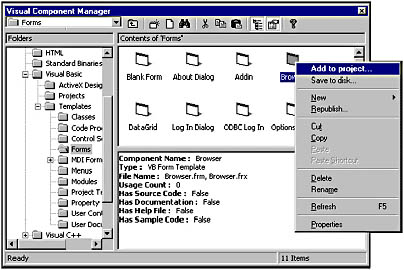 Visual Component Manager
Forms
Folders
Contents of "Forms"
HTML
Standard Binaries
Visual Basic
ActiveX Design
Projects
Templates
Classes
Code Pro
Control S
Forms
MDI Form
Menus
Modules
Project T
Property
User Cont
User Docu
Visual C++
Blank Form
About Dialog
Addin
Brow
DataGrid
Log In Dialog
ODBC Log In
Options
Component Name : Browser
Type : VB Form Template
File Name : Browser.frm, Browser.frx
Usage Count : 0
Has Source Code : False
Has Documentation : False
Has Help File : False
Has Sample Code : False
Add to project...
Save to disk...
New
Republish...
Cut
Copy
Paste
Paste Shortcut
Delete
Rename
Refresh F5
Properties
Ready
11 Items